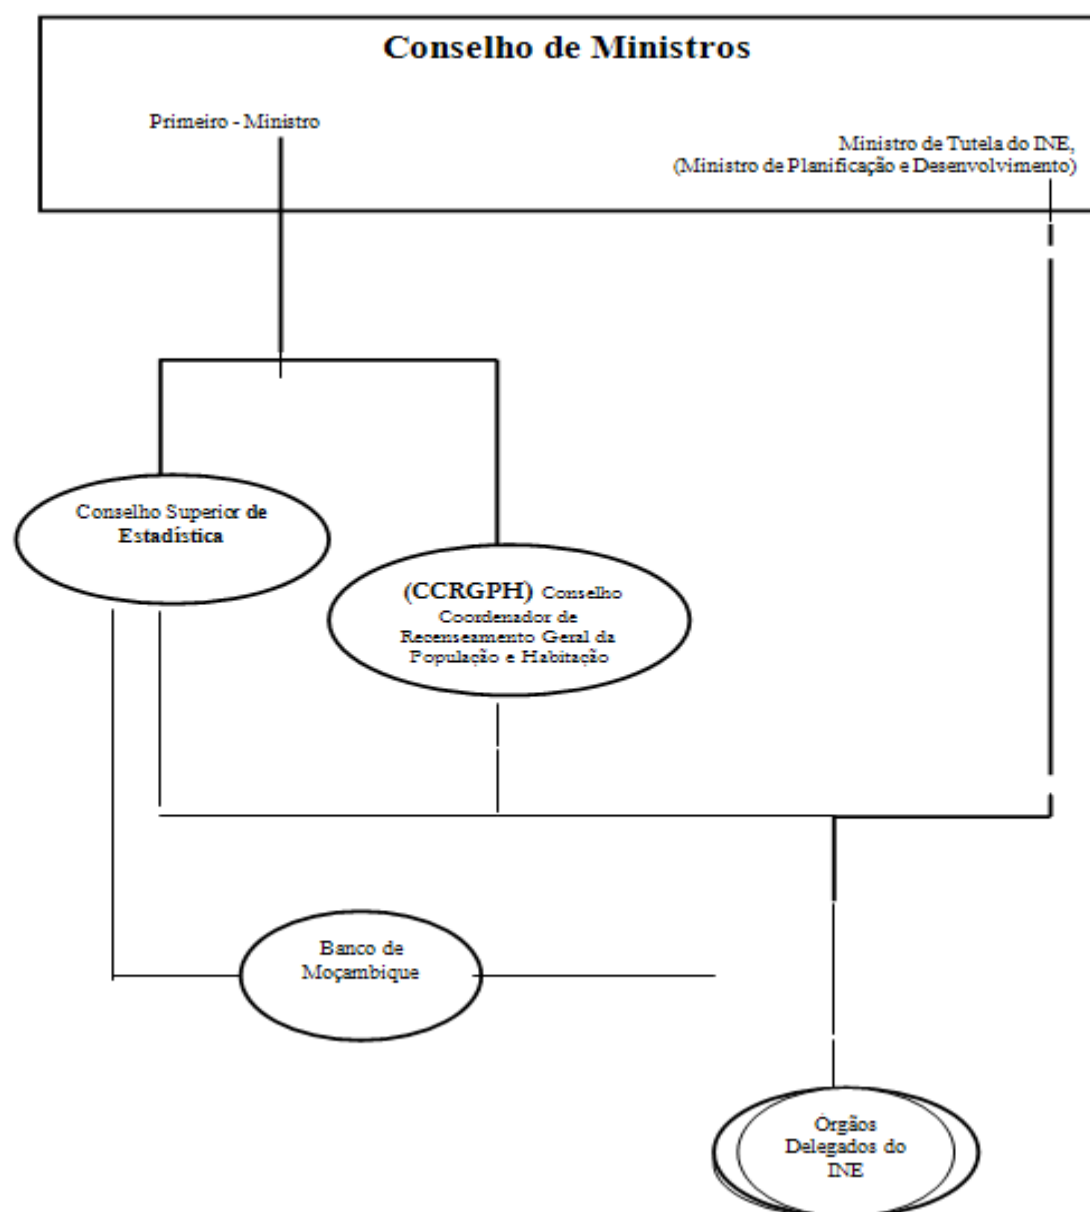 Conselho de Ministros
Primeiro - Ministro
Ministro de Tutela do INE,
(Ministro de Planificação e Desenvolvimento)
Conselho Superior de
Estadística
(CCRGPH) Conselho
Coordenador de
Recenseamento Geral da
População e Habitação
Banco de
Moçambique
Órgãos
Delegados do
INE